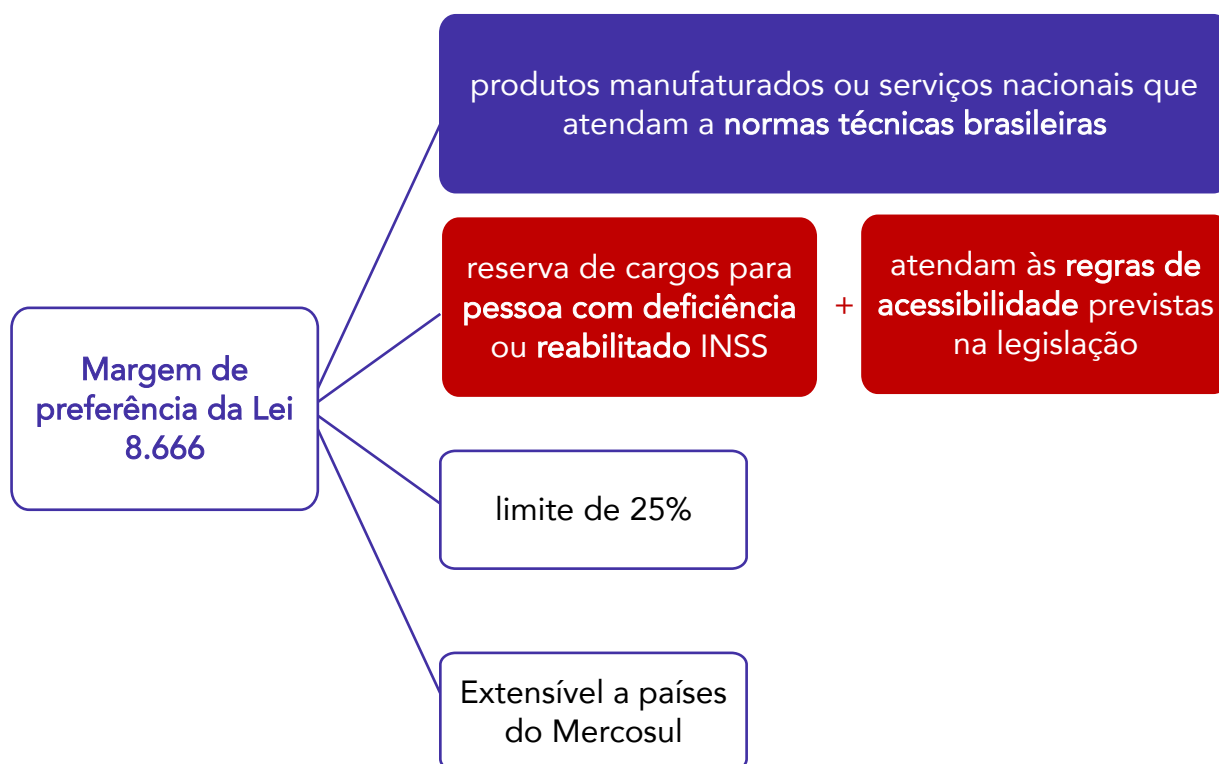 produtos manufaturados ou serviços nacionais que
atendam a normas técnicas brasileiras
reserva de cargos para
pessoa com deficiência
ou reabilitado INSS
+
atendam às regras de
acessibilidade previstas
na legislação
Margem de
preferência da Lei
8.666
limite de 25%
Extensível a países
do Mercosul